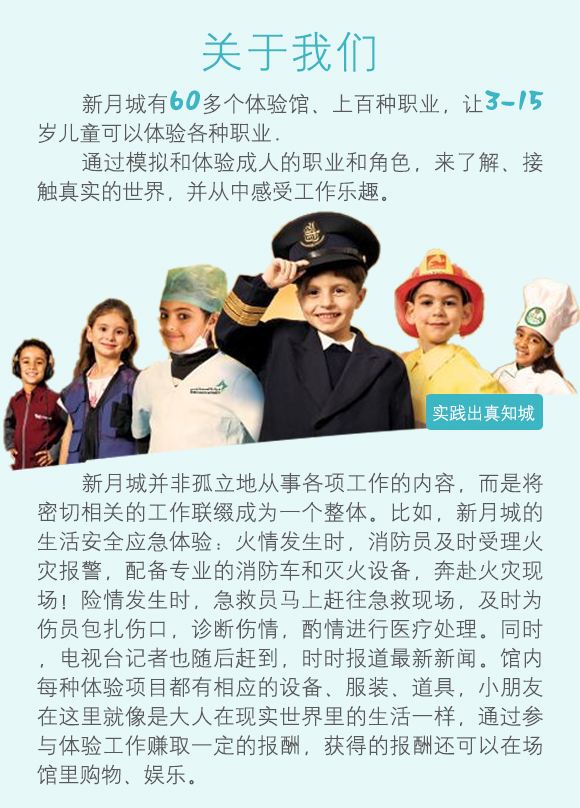 关于我们
新月城有60多个体验馆、上百种职业，让3-15
岁儿童可以体验各种职业.
通过模拟和体验成人的职业和角色，来了解、接
触真实的世界，并从中感受工作乐趣。
实践出真知城
新月城并非孤立地从事各项工作的内容，而是将
密切相关的工作联缀成为一个整体。比如，新月城的
生活安全应急体验：火情发生时，消防员及时受理火
灾报警，配备专业的消防车和灭火设备，奔赴火灾现
场！险情发生时，急救员马上赶往急救现场，及时为
伤员包扎伤口，诊断伤情，酌情进行医疗处理。同时
，电视台记者也随后赶到，时时报道最新新闻。馆内
每种体验项目都有相应的设备、服装、道具，小朋友
在这里就像是大人在现实世界里的生活一样，通过参
与体验工作赚取一定的报酬，获得的报酬还可以在场
馆里购物、娱乐。